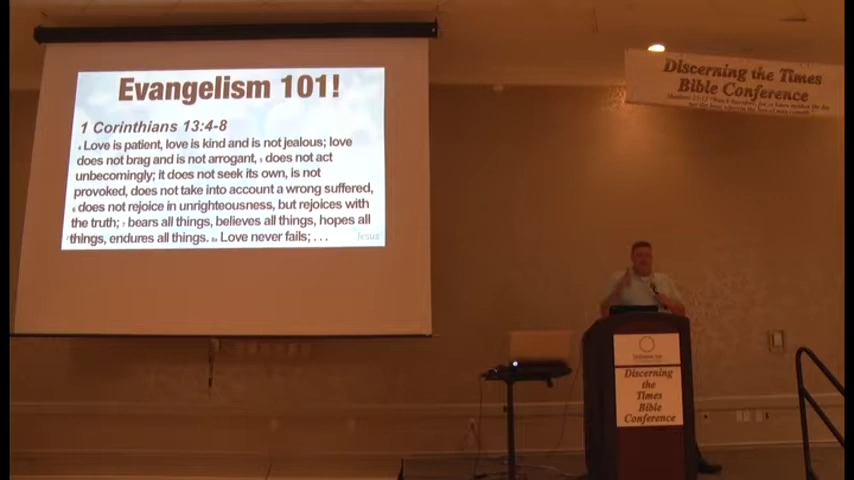 Evangelism 101!
1 Corinthians 13:4-8
4 Love is patient, love is kind and is not jealous; love
does not brag and is not arrogant, 5 does not act
unbecomingly; it does not seek its own, is not
provoked, does not take into account a wrong suffered,
6 does not rejoice in unrighteousness, but rejoices with
the truth; 7 bears all things, believes all things, hopes all
things, endures all things. 8a Love never fails; . . .
Jesus
Discerning the Times
Bible Conference
Discerning
the
Times
Bible
Conference